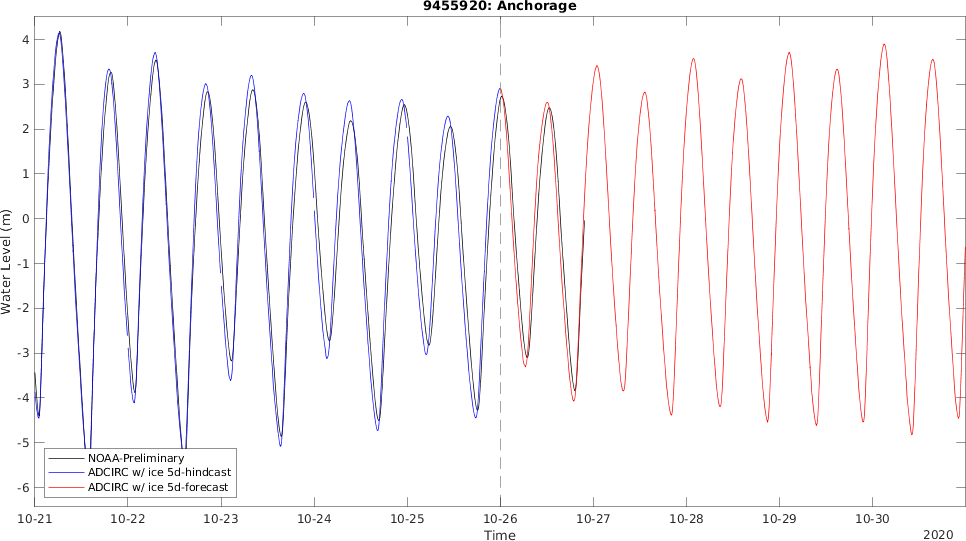 9455920: Anchorage
4
3
2
1
0
-1
-2
-3
-4
-5
-6
Water Level (m)
NOAA-Preliminary
ADCIRC w/ ice 5d-hindcast
ADCIRC w/ ice 5d-forecast
10-21 10-22 10-23 10-24 10-25 10-26 10-27 10-28 10-29 10-30
Time
2020